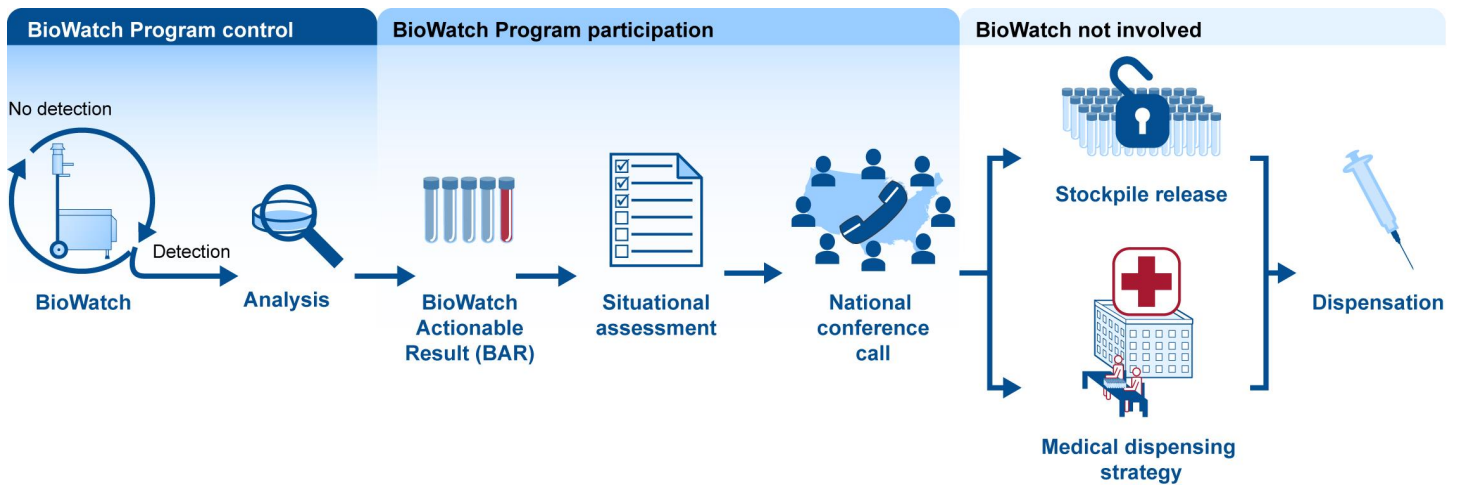 BioWatch Program control
BioWatch Program participation
BioWatch not involved
No detection
Detection
BioWatch
Analysis
BioWatch
Actionable
Result (BAR)
Situational
assessment
National
conference
call
Stockpile release
Medical dispensing
strategy
Dispensation